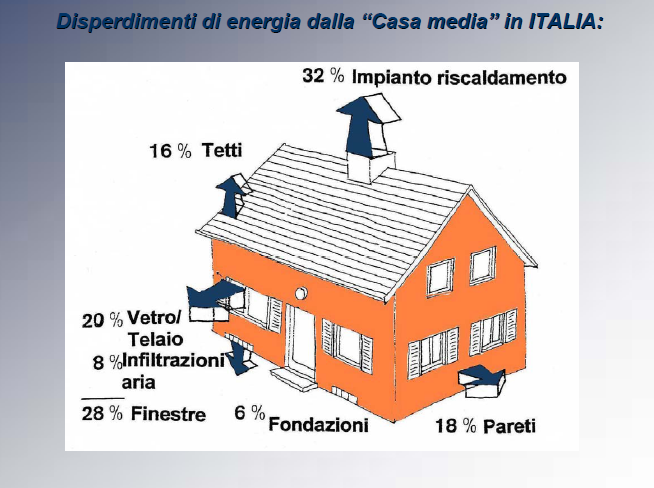 Disperdimenti di energia dalla “Casa media” in ITALIA:
32 % Impianto riscaldamento
16 % Tetti
20 % Vetro/
Telaio
8 % Infiltrazioni
aria
28 % Finestre
6 % Fondazioni
18 % Pareti